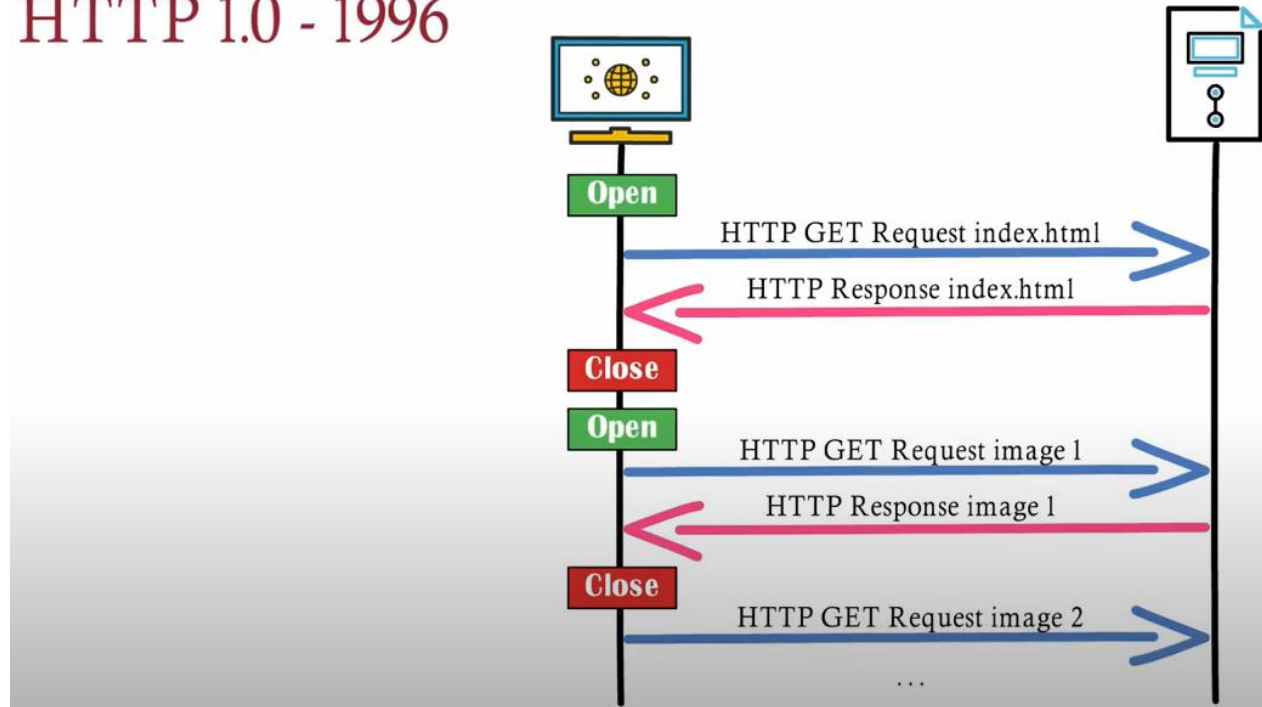 HTTP 1.0 - 1996
Open
HTTP GET Request index.html
HTTP Response index.html
Close
Open
HTTP GET Request image 1
HTTP Response image 1
Close
HTTP GET Request image 2
...